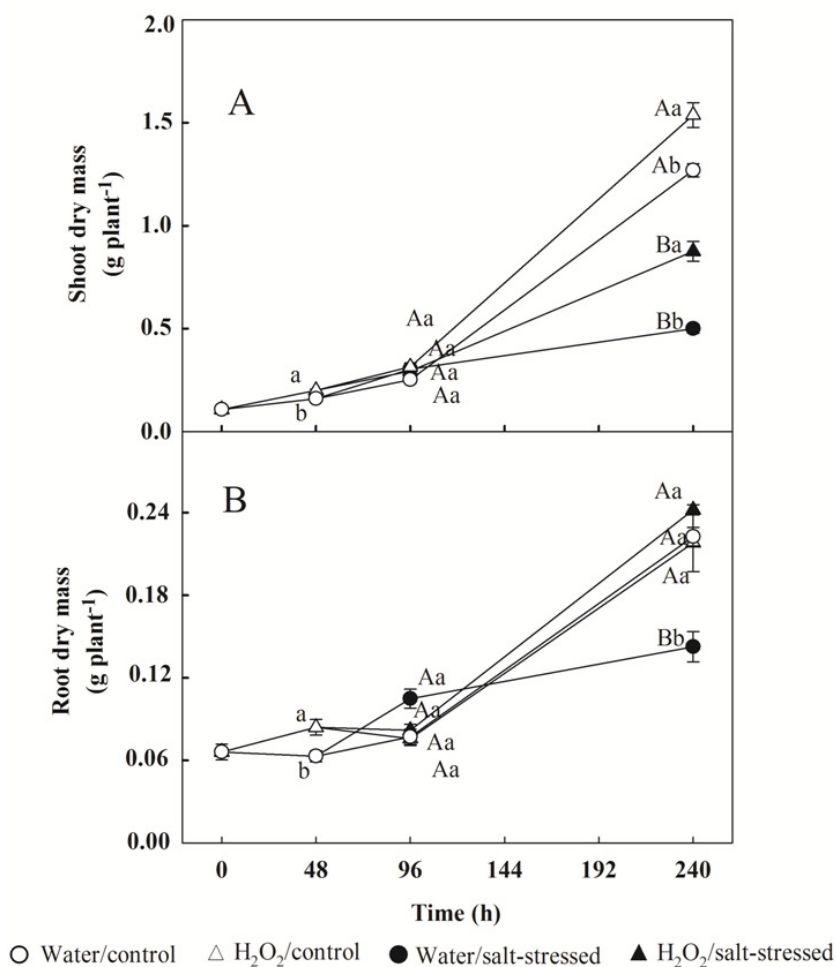 2.0
A
Aa
1.5
Ab
Shoot dry mass
(g plant⁻¹)
1.0
Ba
Aa
0.5
Bb
Aa
a
Aa
Aa
b
0.0
B
Aa
0.24
Aa
Aa
0.18
Root dry mass
(g plant⁻¹)
Bb
0.12
Aa
a
Aa
Aa
0.06
b
Aa
0.00
0 48 96 144 192 240
Time (h)
Water/control H₂O₂/control Water/salt-stressed H₂O₂/salt-stressed